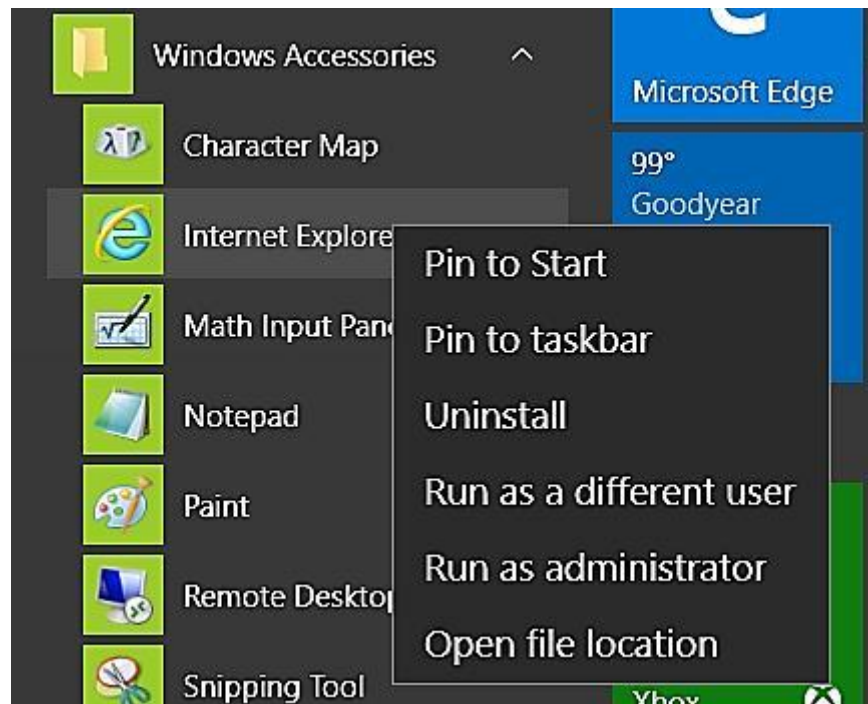 Windows Accessories
Character Map
Internet Explore
Math Input Pan
Notepad
Paint
Remote Deskto
Snipping Tool
Pin to Start
Pin to taskbar
Uninstall
Run as a different user
Run as administrator
Open file location
Microsoft Edge
99°
Goodyear
Xbox